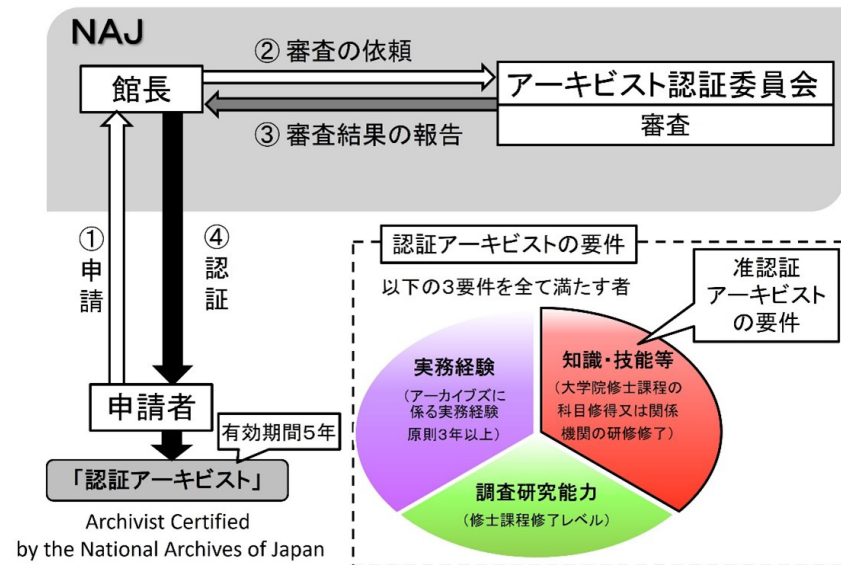 NAJ
②審査の依頼
館長
アーキビスト認証委員会
審査
③審査結果の報告
①申請
④認証
申請者
有効期間5年
「認証アーキビスト」
Archivist Certified
by the National Archives of Japan
認証アーキビストの要件
以下の3要件を全て満たす者
准認証
アーキビスト
の要件
実務経験
(アーカイブズに
係る実務経験
原則3年以上)
知識・技能等
(大学院修士課程の
科目修得又は関係
機関の研修修了)
調査研究能力
(修士課程修了レベル)